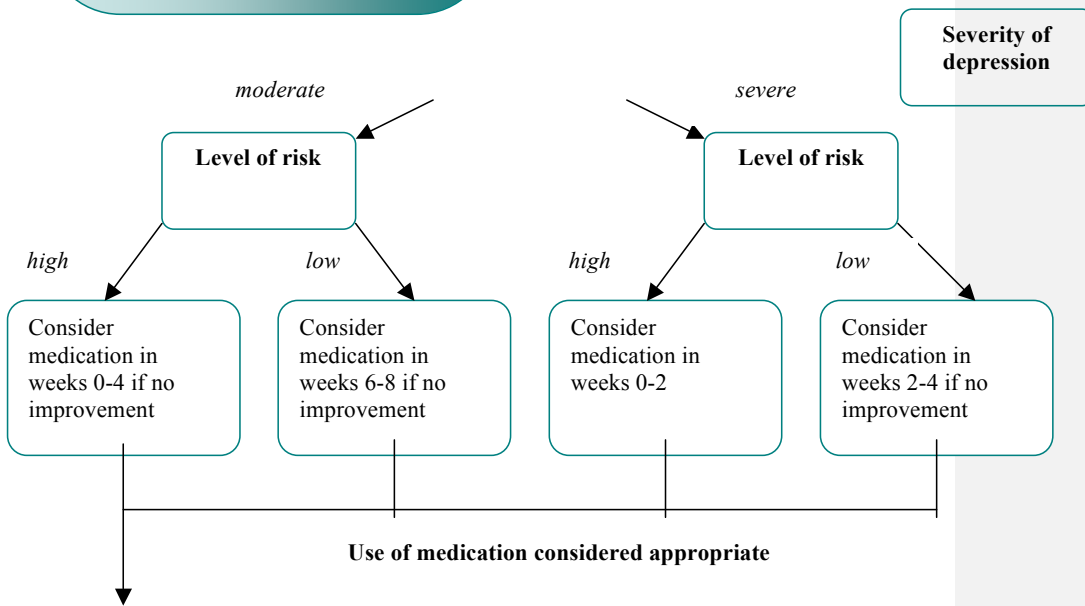 Severity of
depression
moderate
severe
Level of risk
Level of risk
high
low
high
low
Consider
medication in
weeks 0-4 if no
improvement
Consider
medication in
weeks 6-8 if no
improvement
Consider
medication in
weeks 0-2
Consider
medication in
weeks 2-4 if no
improvement
Use of medication considered appropriate